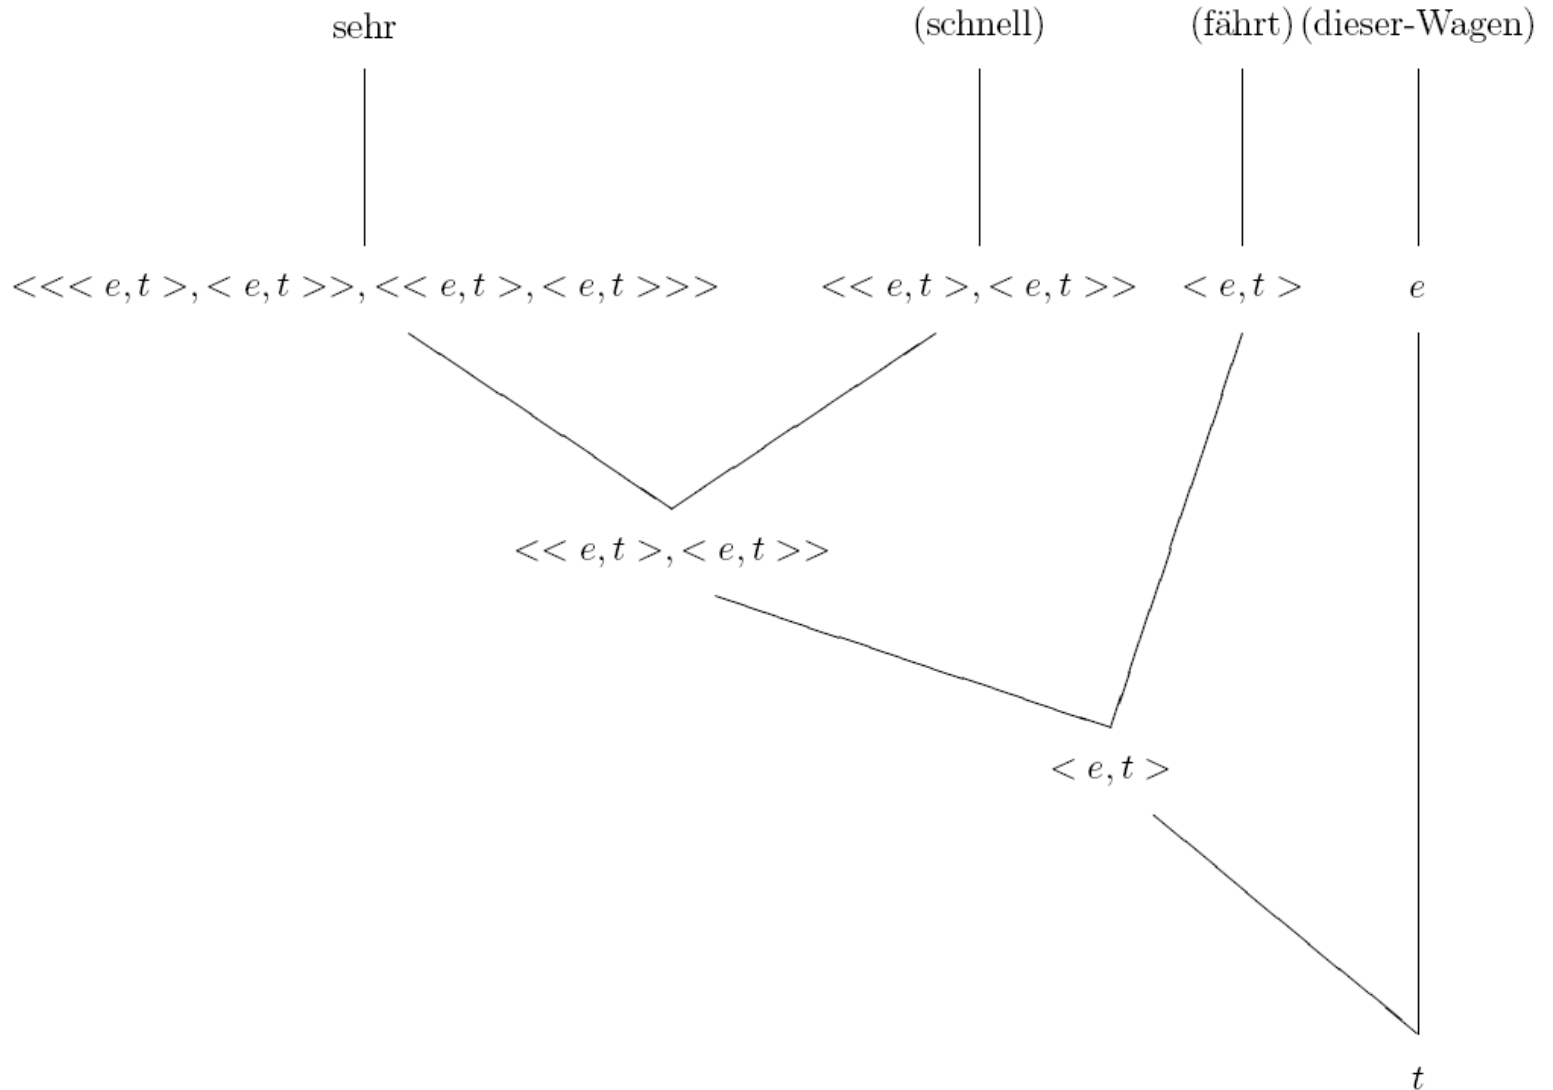 sehr (schnell) (fährt) (dieser-Wagen)
<<< e, t >, < e, t >>, << e, t >, < e, t >>> << e, t >, < e, t >> < e, t > e
<< e, t >, < e, t >>
< e, t >
t